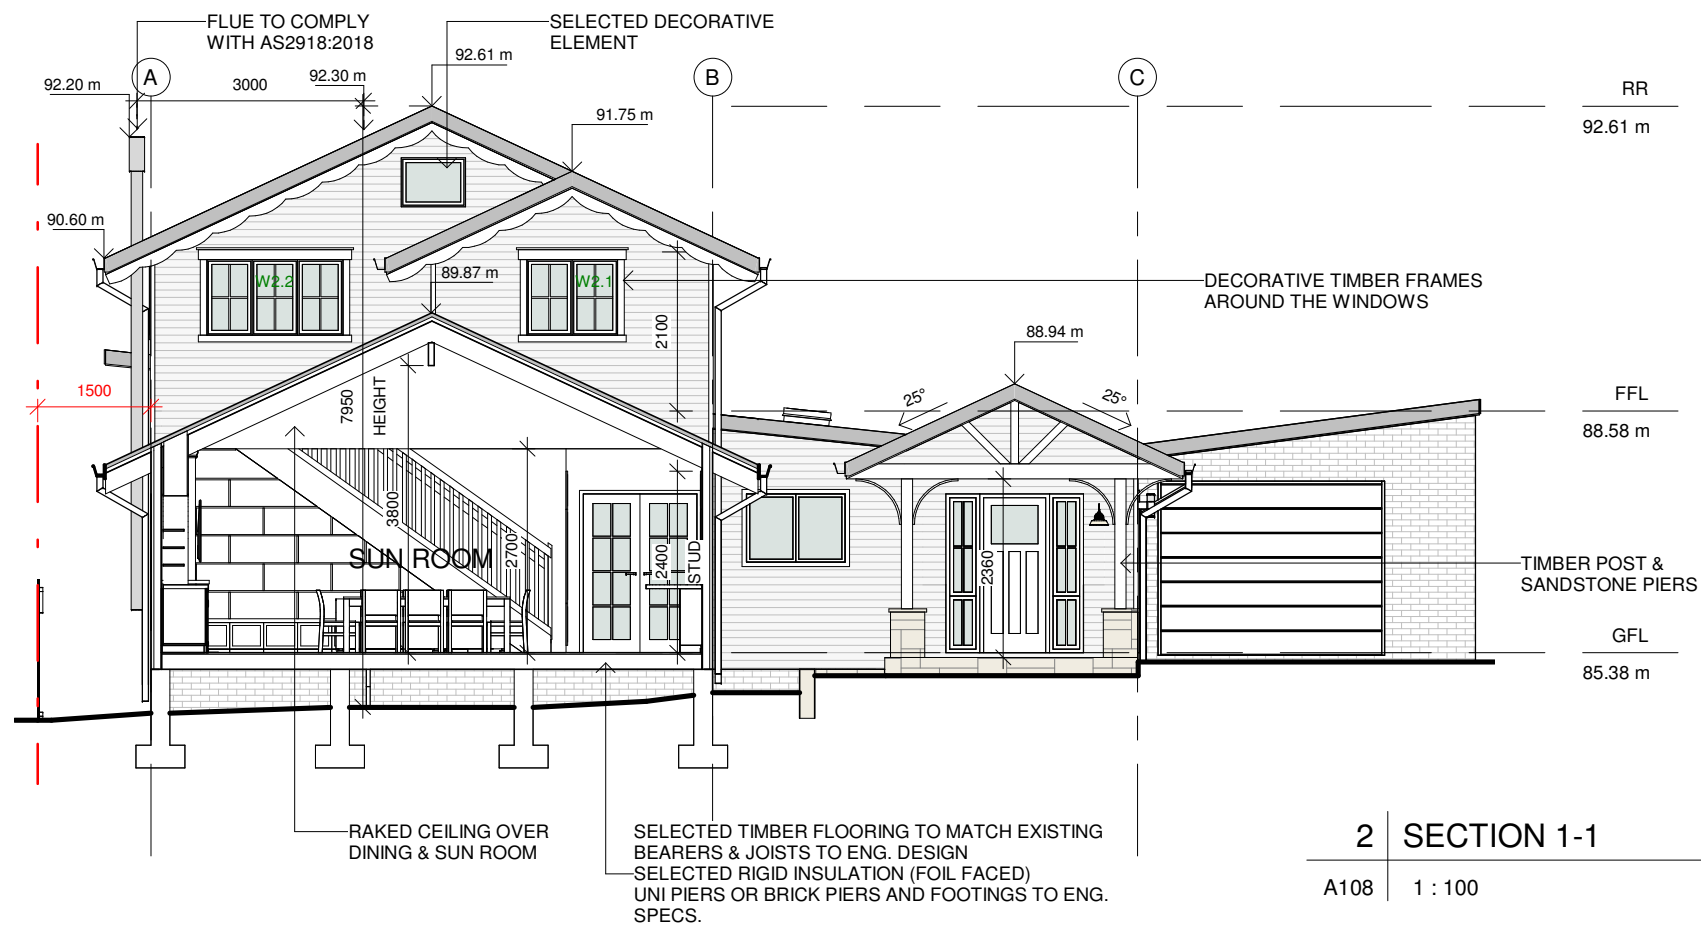 FLUE TO COMPLY
WITH AS2918:2018
SELECTED DECORATIVE
ELEMENT
92.61 m
A
B
C
92.20 m
3000
92.30 m
RR
92.61 m
91.75 m
90.60 m
W2.2
89.87 m
W2.1
DECORATIVE TIMBER FRAMES
AROUND THE WINDOWS
2100
88.94 m
1500
7950
HEIGHT
25°
25°
FFL
88.58 m
3800
SUN ROOM
2700
2400
STUD
2360
TIMBER POST &
SANDSTONE PIERS
GFL
85.38 m
RAKED CEILING OVER
DINING & SUN ROOM
SELECTED TIMBER FLOORING TO MATCH EXISTING
BEARERS & JOISTS TO ENG. DESIGN
SELECTED RIGID INSULATION (FOIL FACED)
UNI PIERS OR BRICK PIERS AND FOOTINGS TO ENG.
SPECS.
2 SECTION 1-1
A108 1 : 100